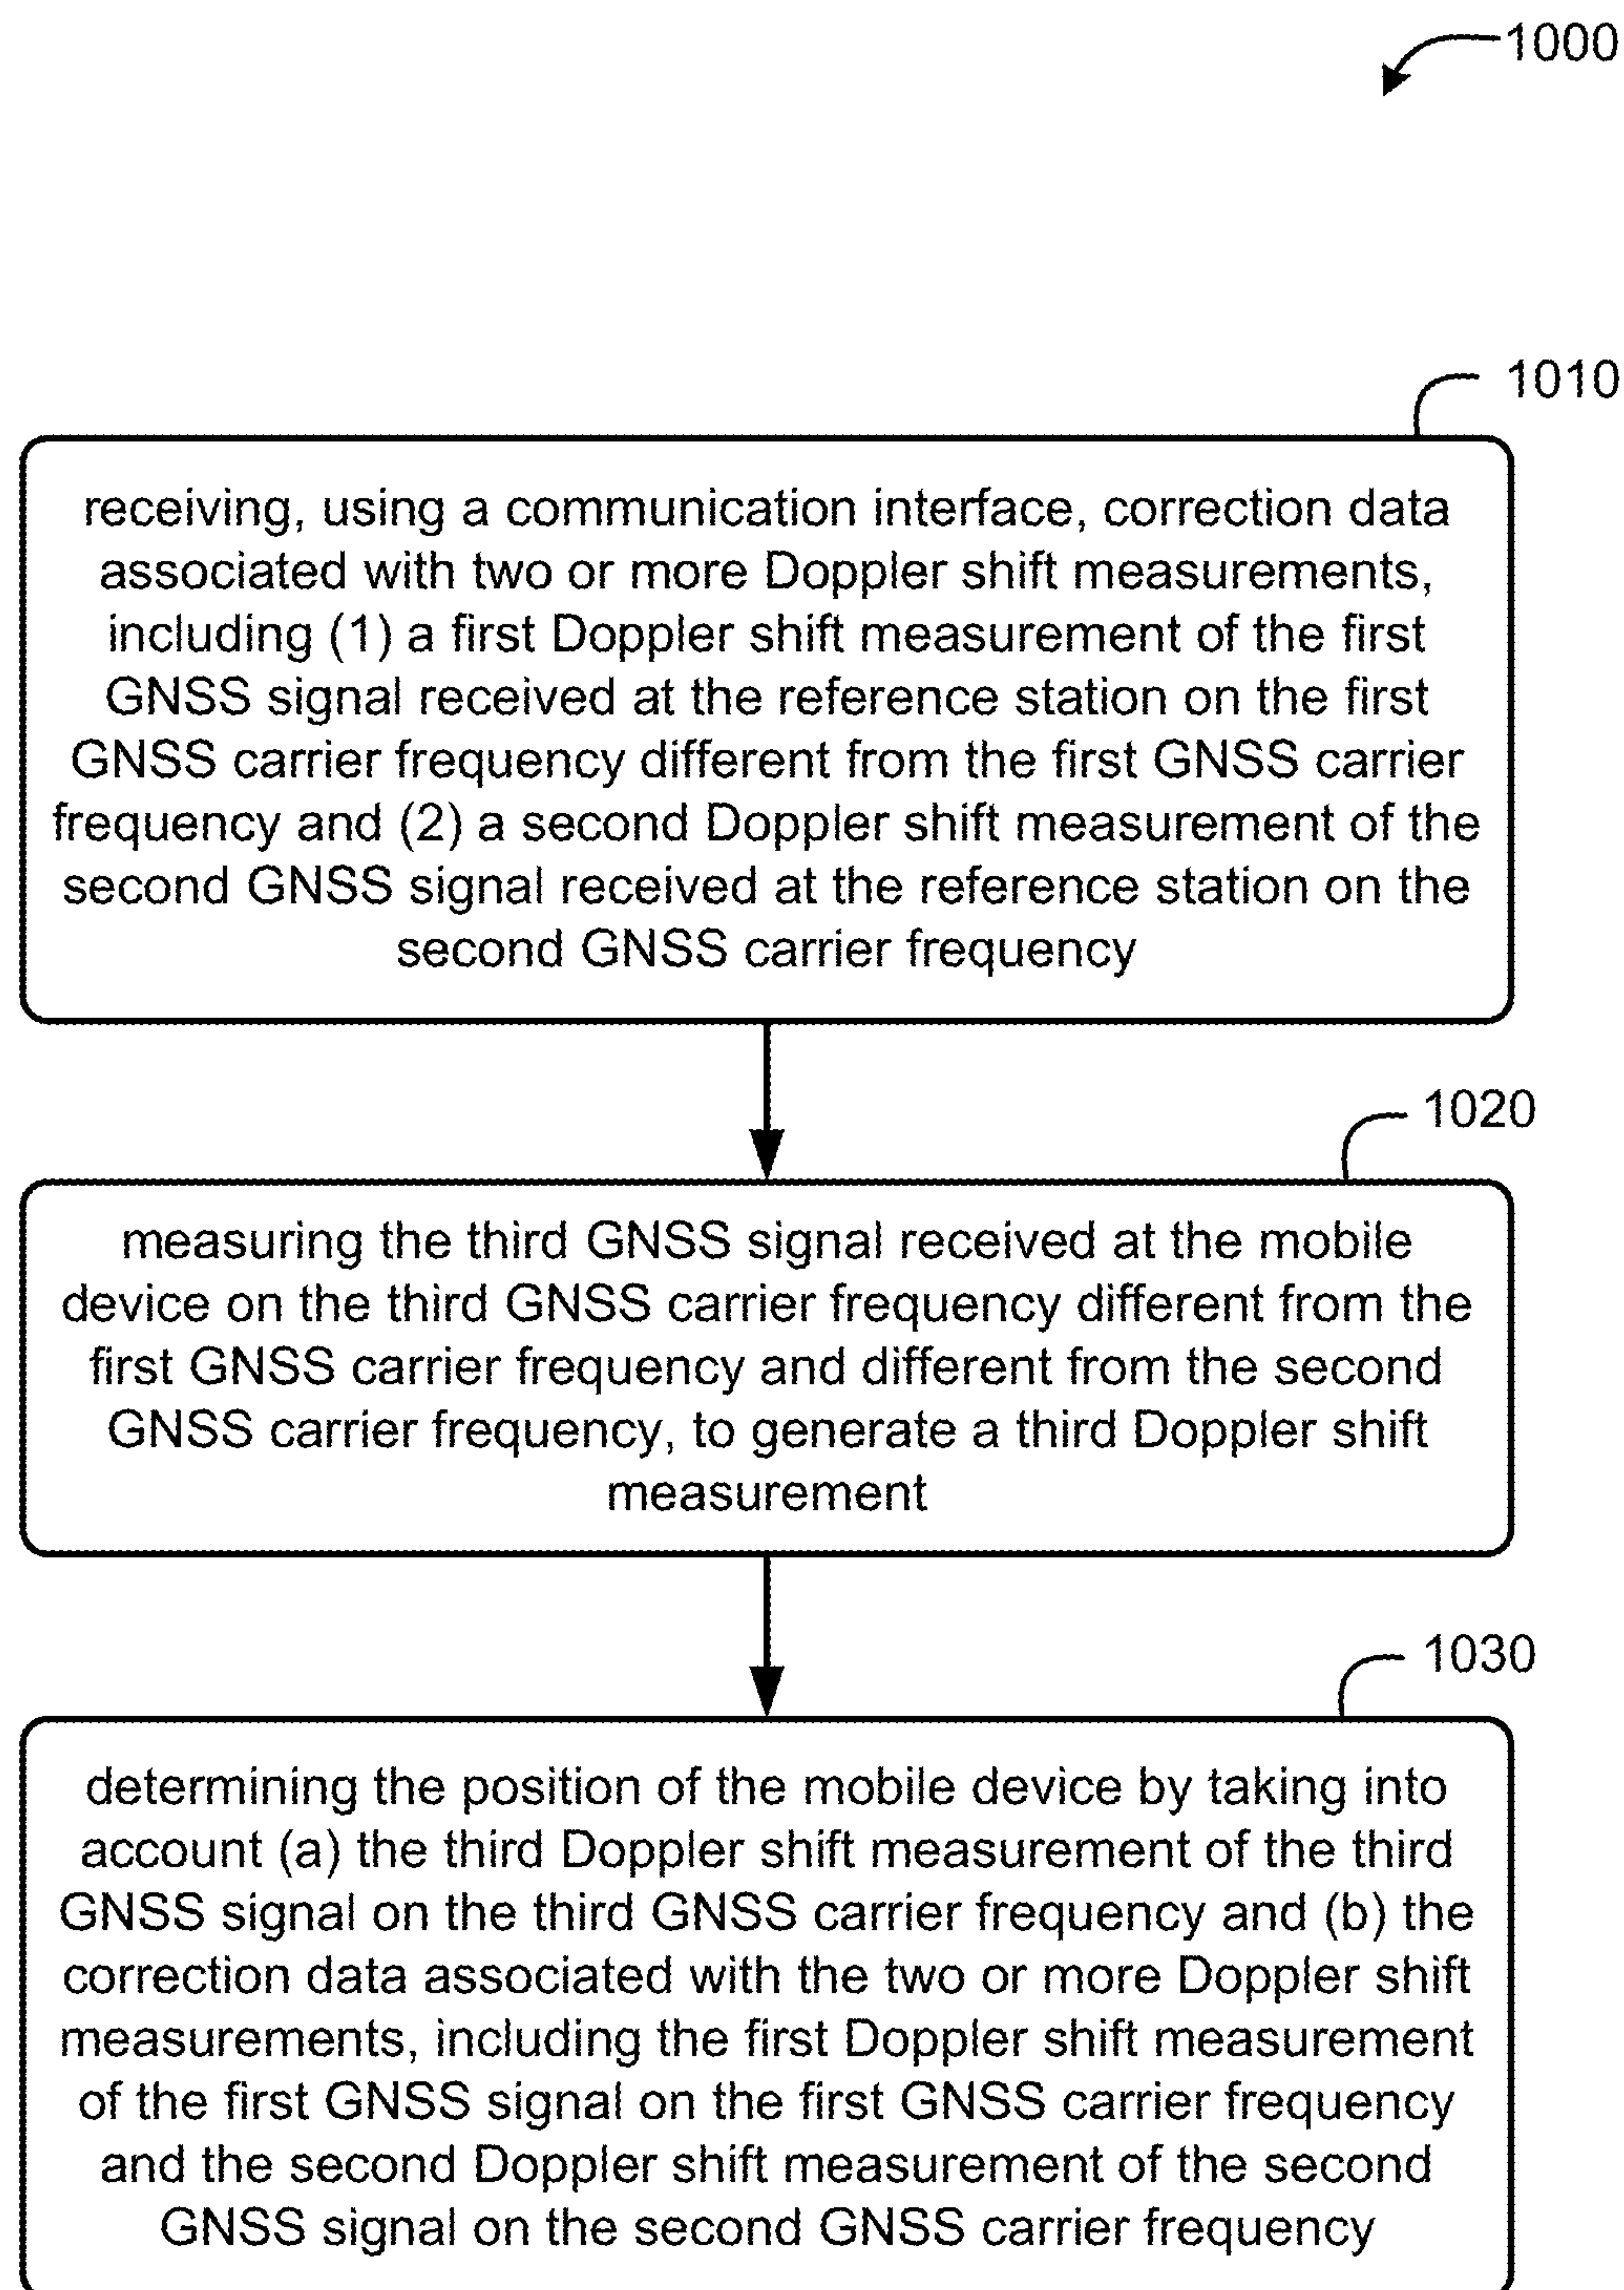 1000
1010
receiving, using a communication interface, correction data
associated with two or more Doppler shift measurements,
including (1) a first Doppler shift measurement of the first
GNSS signal received at the reference station on the first
GNSS carrier frequency different from the first GNSS carrier
frequency and (2) a second Doppler shift measurement of the
second GNSS signal received at the reference station on the
second GNSS carrier frequency
1020
measuring the third GNSS signal received at the mobile
device on the third GNSS carrier frequency different from the
first GNSS carrier frequency and different from the second
GNSS carrier frequency, to generate a third Doppler shift
measurement
1030
determining the position of the mobile device by taking into
account (a) the third Doppler shift measurement of the third
GNSS signal on the third GNSS carrier frequency and (b) the
correction data associated with the two or more Doppler shift
measurements, including the first Doppler shift measurement
of the first GNSS signal on the first GNSS carrier frequency
and the second Doppler shift measurement of the second
GNSS signal on the second GNSS carrier frequency